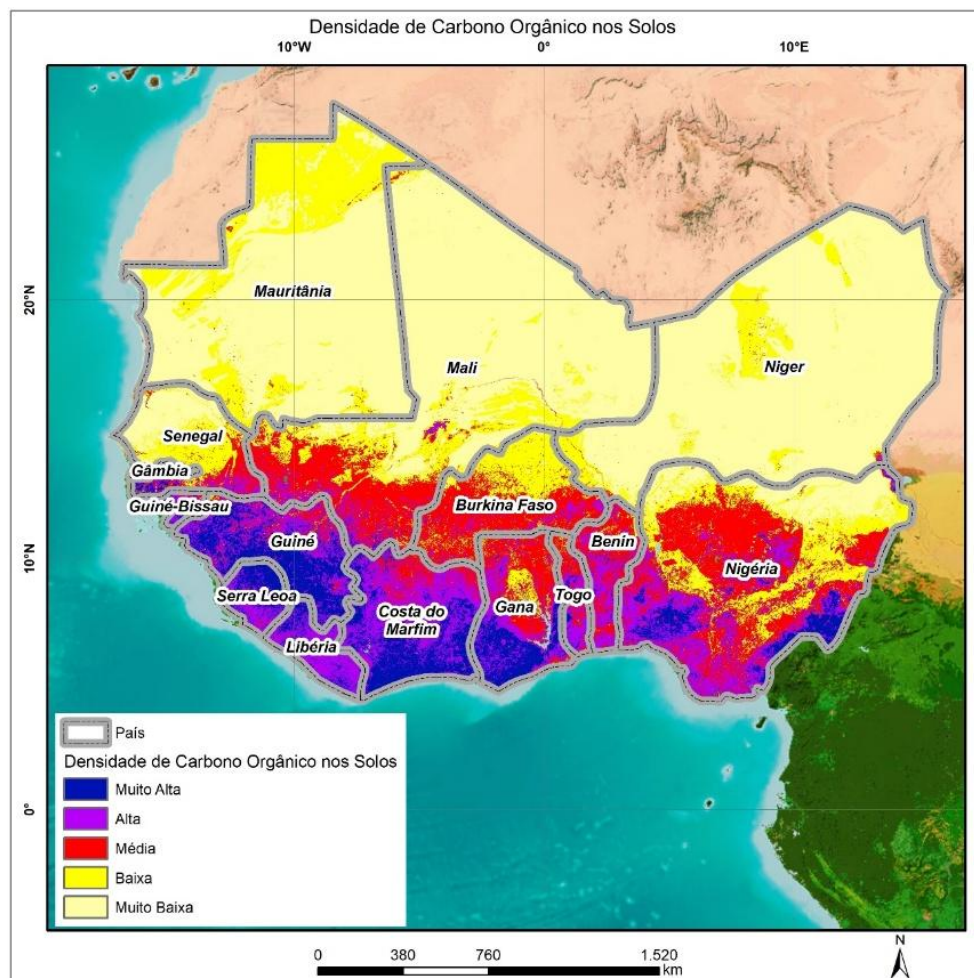 Densidade de Carbono Orgânico nos Solos
10°W 0° 10°E
20°N
Mauritânia
Mali
Niger
Senegal
Gâmbia
Guiné-Bissau
Burkina Faso
10°N
Guiné
Benín
Nigéria
Serra Leoa
Costa do
Marfim
Gana
Togo
Libéria
0°
País
Densidade de Carbono Orgânico nos Solos
Muito Alta
Alta
Média
Baixa
Muito Baixa
0 380 760 1.520
km
N